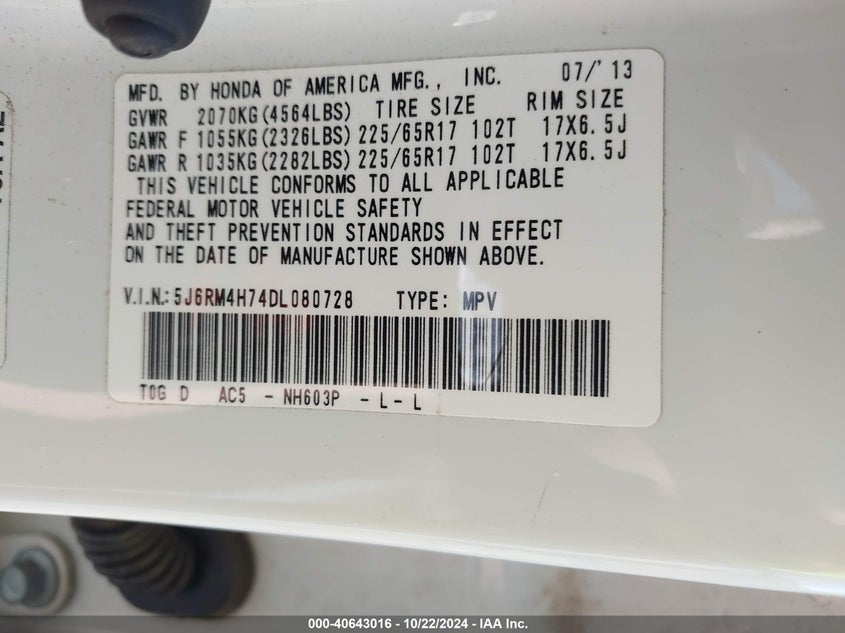 MFD. BY HONDA OF AMERICA MFG., INC. 07/'13
GVWR 2070KG(4564LBS) TIRE SIZE RIM SIZE
GAWR F 1055KG(2326LBS) 225/65R17 102T 17X6.5J
GAWR R 1035KG(2282LBS) 225/65R17 102T 17X6.5J
THIS VEHICLE CONFORMS TO ALL APPLICABLE
FEDERAL MOTOR VEHICLE SAFETY
AND THEFT PREVENTION STANDARDS IN EFFECT
ON THE DATE OF MANUFACTURE SHOWN ABOVE.
V.I.N.: 5J6RM4H74DL080728 TYPE: MPV
T0G D AC5 - NH603P - L - L
000-40643016 - 10/22/2024 - IAA Inc.